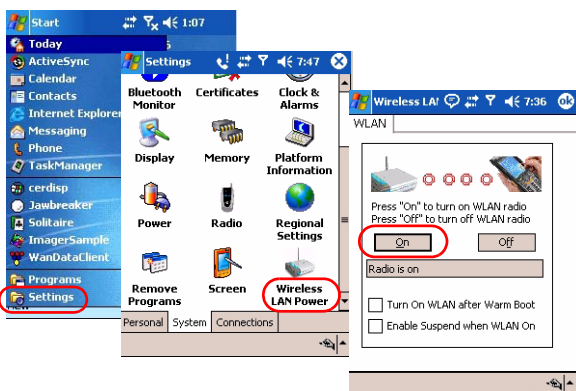 Start 1:07
Today
ActiveSync
Calendar
Contacts
Internet Explorer
Messaging
Phone
TaskManager
cerdisp
Jawbreaker
Solitaire
ImagerSample
WanDataClient
Programs
Settings
Settings 7:47
Bluetooth Monitor
Certificates
Clock & Alarms
Display
Memory
Platform Information
Power
Radio
Regional Settings
Remove Programs
Screen
Wireless LAN Power
Personal System Connections
Wireless LA 7:36 ok
WLAN
Press "On" to turn on WLAN radio
Press "Off" to turn off WLAN radio
On Off
Radio is on
Turn On WLAN after Warm Boot
Enable Suspend when WLAN On